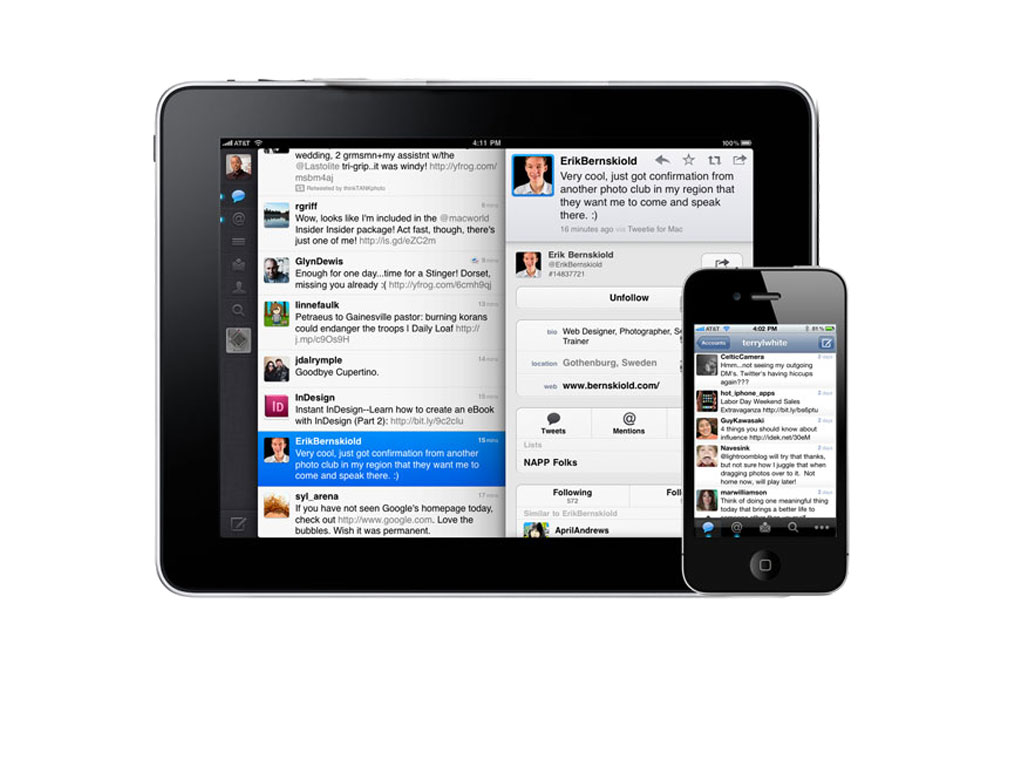 AT&T
4:11 PM
100%
wedding, 2 grmsmn+my assistnt w/the
@Lastolite tri-grip..it was windy! http://yfrog.com/
msbm4aj
Retweeted by thinkTANKphoto
rgriff
Wow, looks like I'm included in the @macworld
Insider Insider package! Act fast, though, there's
just one of me! http://is.gd/eZC2m
GlynDewis
Enough for one day...time for a Stinger! Dorset,
missing you already :( http://yfrog.com/6cmh9qj
linnefaulk
Petraeus to Gainesville pastor: burning korans
could endanger the troops I Daily Loaf http://
j.mp/c9Os9H
jdalrymple
14 mins
Goodbye Cupertino.
InDesign
Instant InDesign--Learn how to create an eBook
with InDesign (Part 2): http://bit.ly/9c2clu
Id
ErikBernskiold
15 mins
Very cool, just got confirmation from another
photo club in my region that they want me to
come and speak there. :)
syl_arena
17 mins
If you have not seen Google's homepage today,
check out http://www.google.com. Love the
bubbles. Wish it was permanent.
ErikBernskiold
Very cool, just got confirmation from
another photo club in my region that
they want me to come and speak
there. :)
16 minutes ago via Tweetie for Mac
Erik Bernskiold
@ErikBernskiold
#14837721
Unfollow
bio Web Designer, Photographer, S
Trainer
location Gothenburg, Sweden
web www.bernskiold.com/
Tweets
@
Mentions
Lists
NAPP Folks
Following
572
Foll
Similar to ErikBernskiold
AprilAndrews
AT&T
4:02 PM
81%
Accounts
terrylwhite
CelticCamera
Hmm...not seeing my outgoing
DM's. Twitter's having hiccups
again???
hot_iphone_apps
Labor Day Weekend Sales
Extravaganza http://bit.ly/be6ptu
GuyKawasaki
4 things you should know about
influence http://idek.net/30eM
Navesink
@lightroomblog will try that thanks,
but not sure how I juggle that when
dragging photos over to it. Not
home now, will play later!
marwilliamson
Think of doing one meaningful thing
today that brings a better life to